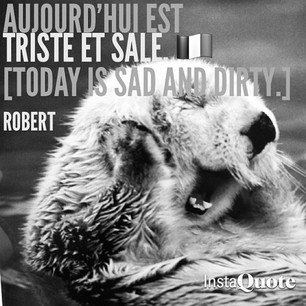 AUJOURD'HUI EST
TRISTE ET SALE.
[TODAY IS SAD AND DIRTY.]
ROBERT
InstaQuote